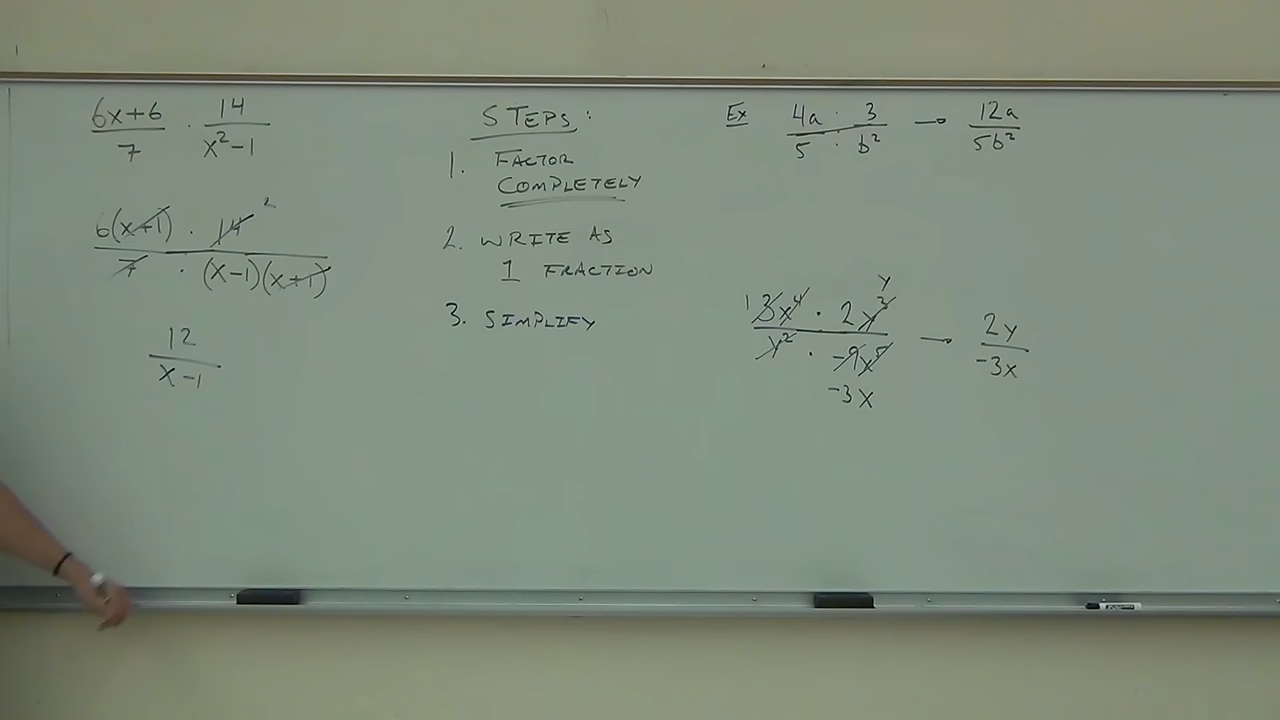 6x+6/7 · 14/x²-1
6(x+1) · 14 2
7 · (x-1)(x+1)
12/x-1
STEPS:
1. FACTOR
COMPLETELY
2. WRITE AS
1 FRACTION
3. SIMPLIFY
Ex 4a · 3/5 · b² → 12a/5b²
y
1 3x⁴ · 2y³
y² · -9x⁵
-3x
→ 2y/-3x